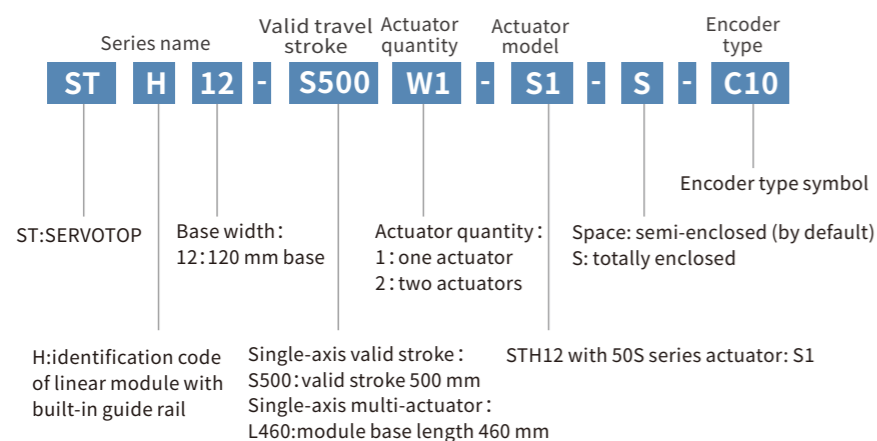 Series name
Valid travel stroke
Actuator quantity
Actuator model
Encoder type
ST H 12 - S500 W1 - S1 - S - C10
Encoder type symbol
ST:SERVOTOP
Base width：
12：120 mm base
Actuator quantity：
1：one actuator
2：two actuators
Space: semi-enclosed (by default)
S: totally enclosed
H:identification code
of linear module with
built-in guide rail
Single-axis valid stroke：
S500：valid stroke 500 mm
Single-axis multi-actuator：
L460:module base length 460 mm
STH12 with 50S series actuator: S1